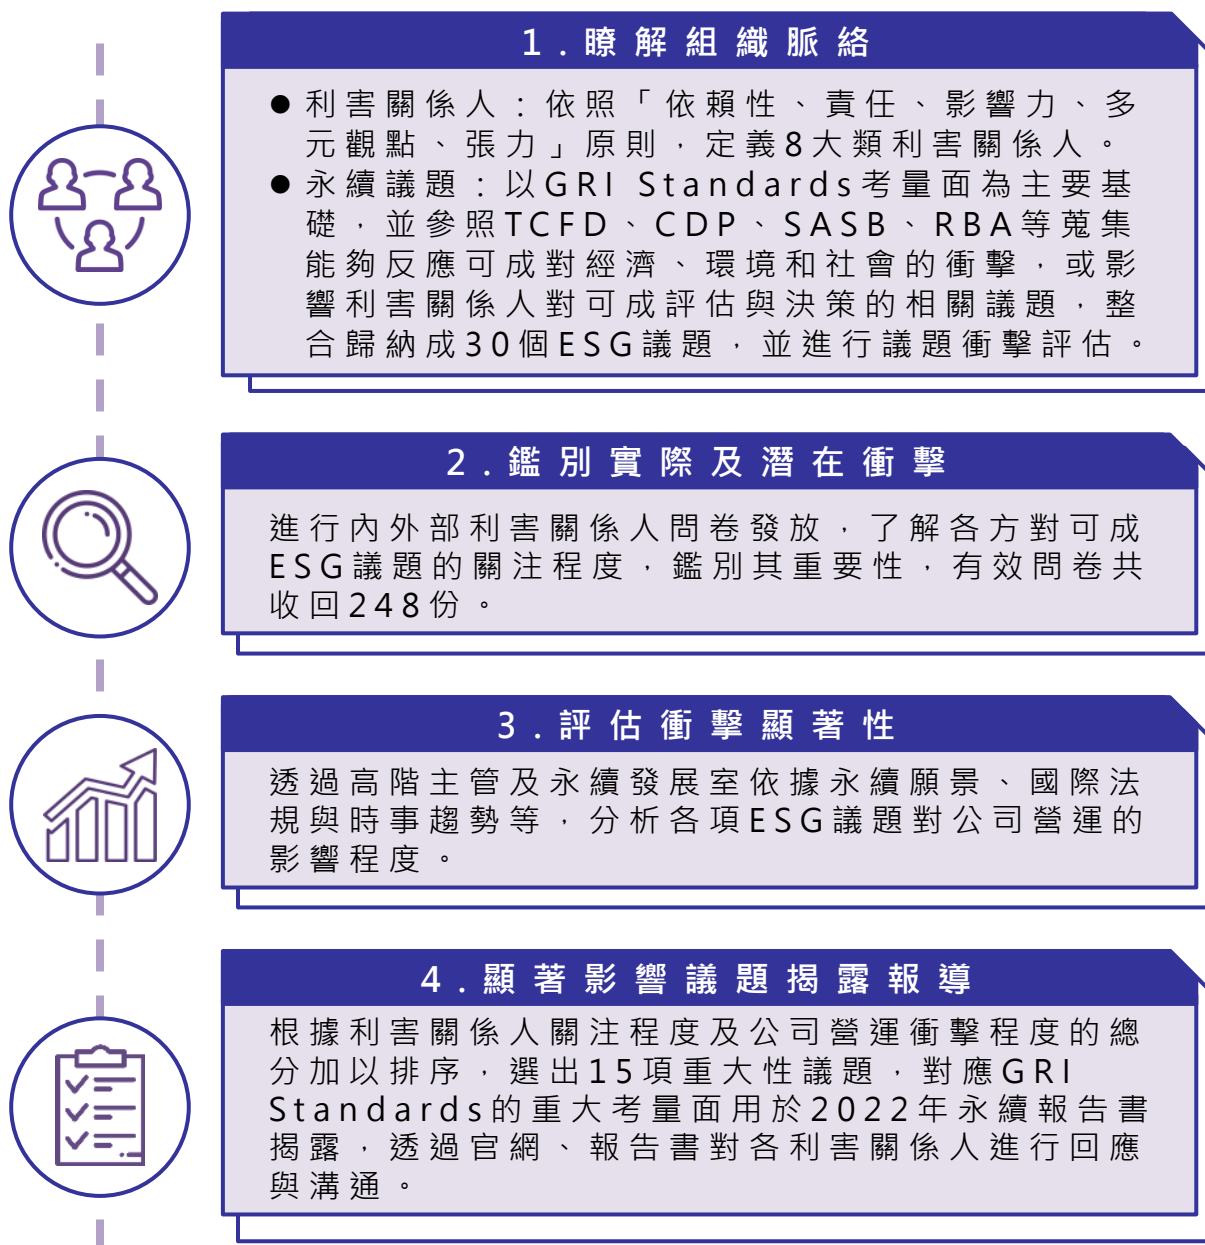 1.瞭解組織脈絡
●利害關係人：依照「依賴性、責任、影響力、多
元觀點、張力」原則，定義8大類利害關係人。
●永續議題：以GRI Standards考量面為主要基
礎，並參照TCFD、CDP、SASB、RBA等蒐集
能夠反應可成對經濟、環境和社會的衝擊，或影
響利害關係人對可成評估與決策的相關議題，整
合歸納成30個ESG議題，並進行議題衝擊評估。
2.鑑別實際及潛在衝擊
進行內外部利害關係人問卷發放，了解各方對可成
ESG議題的關注程度，鑑別其重要性，有效問卷共
收回248份。
3.評估衝擊顯著性
透過高階主管及永續發展室依據永續願景、國際法
規與時事趨勢等，分析各項ESG議題對公司營運的
影響程度。
4.顯著影響議題揭露報導
根據利害關係人關注程度及公司營運衝擊程度的總
分加以排序，選出15項重大性議題，對應GRI
Standards的重大考量面用於2022年永續報告書
揭露，透過官網、報告書對各利害關係人進行回應
與溝通。